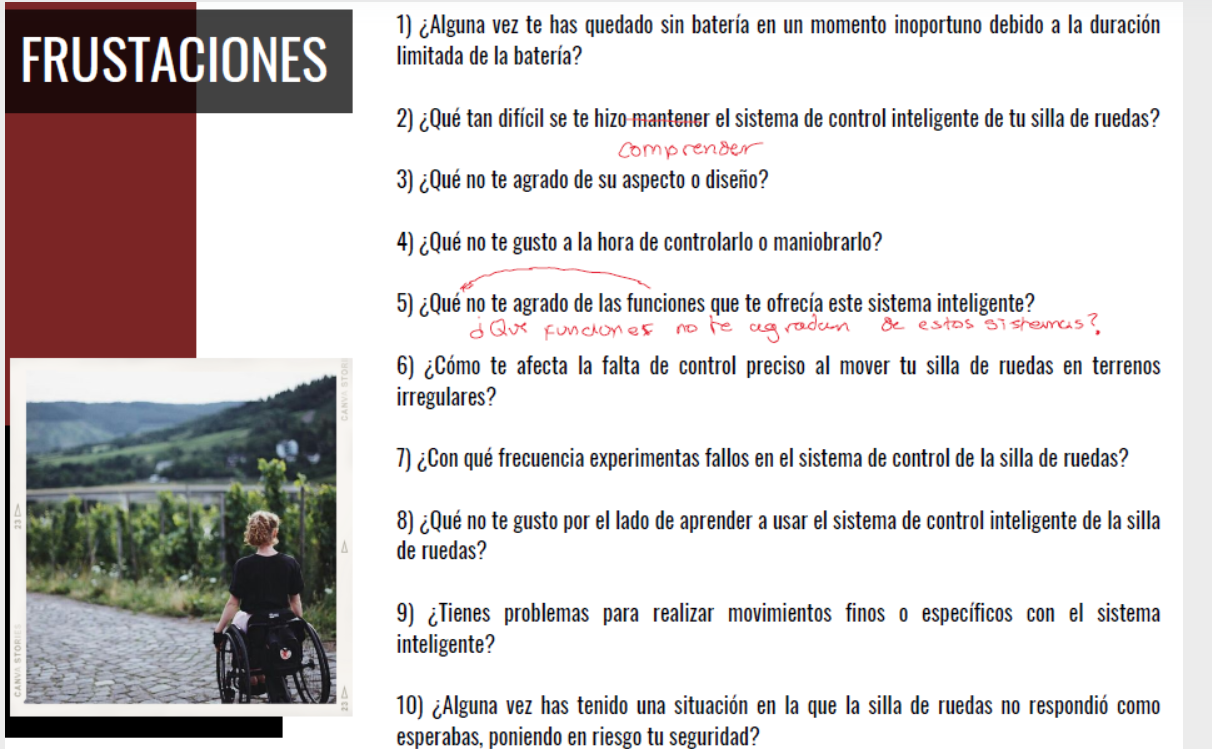 FRUSTACIONES
1) ¿Alguna vez te has quedado sin batería en un momento inoportuno debido a la duración
limitada de la batería?
2) ¿Qué tan difícil se te hizo mantener el sistema de control inteligente de tu silla de ruedas?
comprender
3) ¿Qué no te agrado de su aspecto o diseño?
4) ¿Qué no te gusto a la hora de controlarlo o maniobrarlo?
5) ¿Qué no te agrado de las funciones que te ofrecía este sistema inteligente?
¿Que funciones no te agradan de estos sistemas?
6) ¿Cómo te afecta la falta de control preciso al mover tu silla de ruedas en terrenos
irregulares?
7) ¿Con qué frecuencia experimentas fallos en el sistema de control de la silla de ruedas?
8) ¿Qué no te gusto por el lado de aprender a usar el sistema de control inteligente de la silla
de ruedas?
9) ¿Tienes problemas para realizar movimientos finos o específicos con el sistema
inteligente?
10) ¿Alguna vez has tenido una situación en la que la silla de ruedas no respondió como
esperabas, poniendo en riesgo tu seguridad?
CANVA STORI
23
CANVA STORIES
23